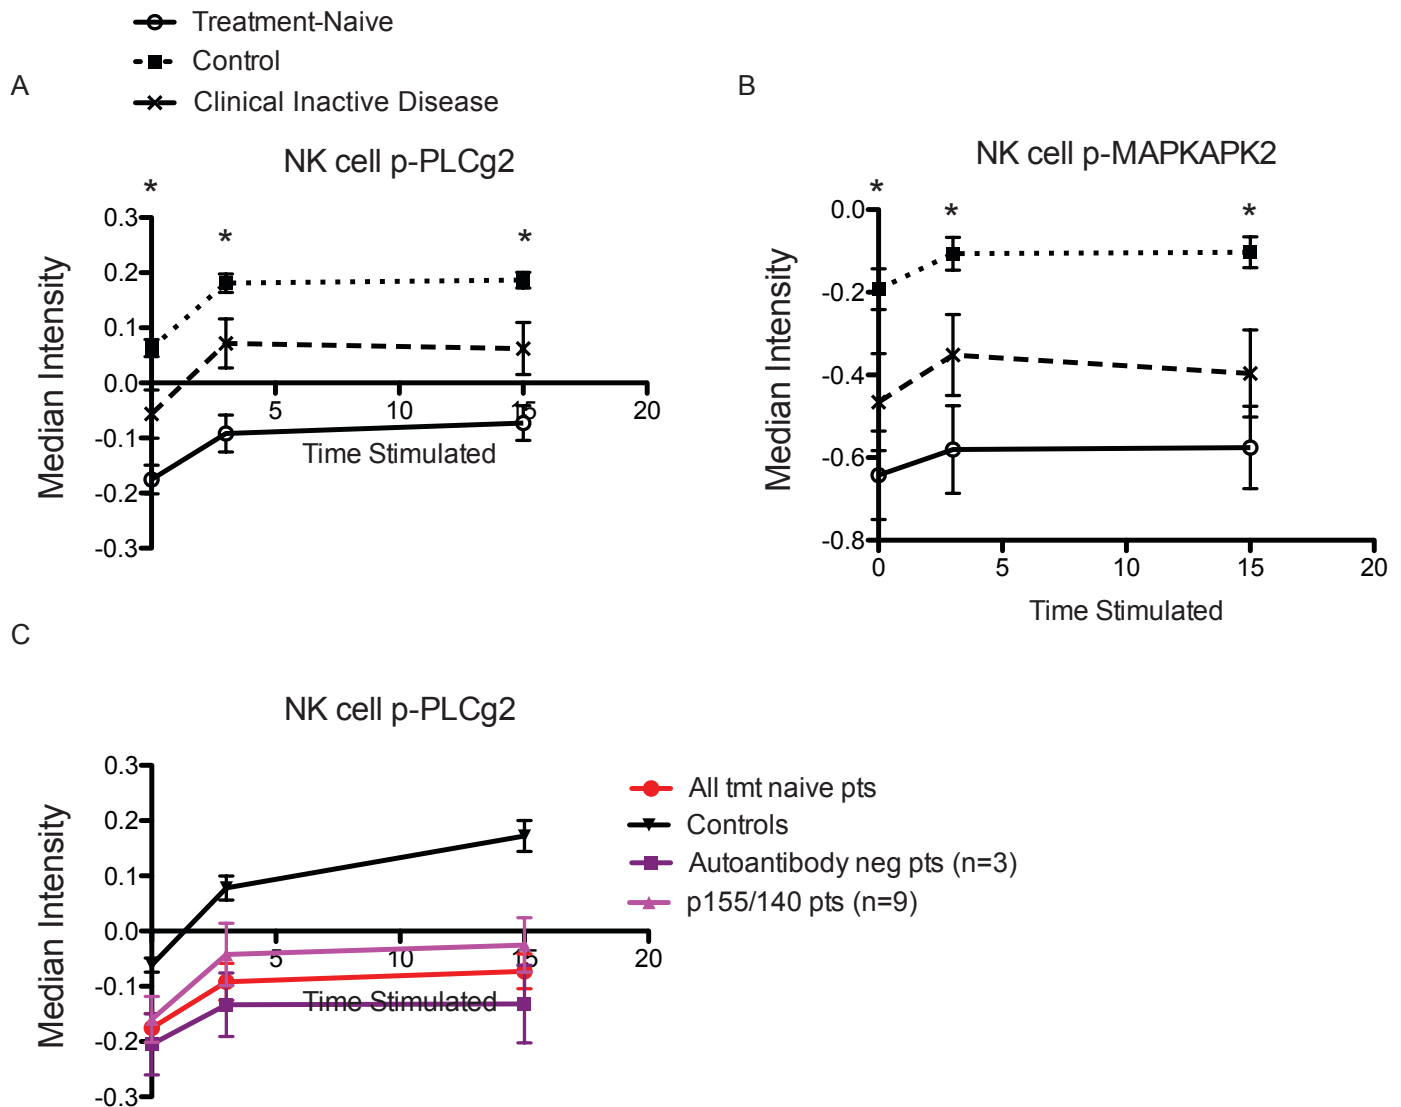 Treatment-Naive
Control
Clinical Inactive Disease
A
NK cell p-PLCg2
*
*
*
0.3
0.2
0.1
0.0
-0.1
-0.2
-0.3
5
10
15
20
Median Intensity
Time Stimulated
B
NK cell p-MAPKAPK2
*
*
*
0.0
-0.2
-0.4
-0.6
-0.8
0
5
10
15
20
Median Intensity
Time Stimulated
C
NK cell p-PLCg2
0.3
0.2
0.1
0.0
-0.1
-0.2
-0.3
5
10
15
20
Median Intensity
Time Stimulated
All tmt naive pts
Controls
Autoantibody neg pts (n=3)
p155/140 pts (n=9)